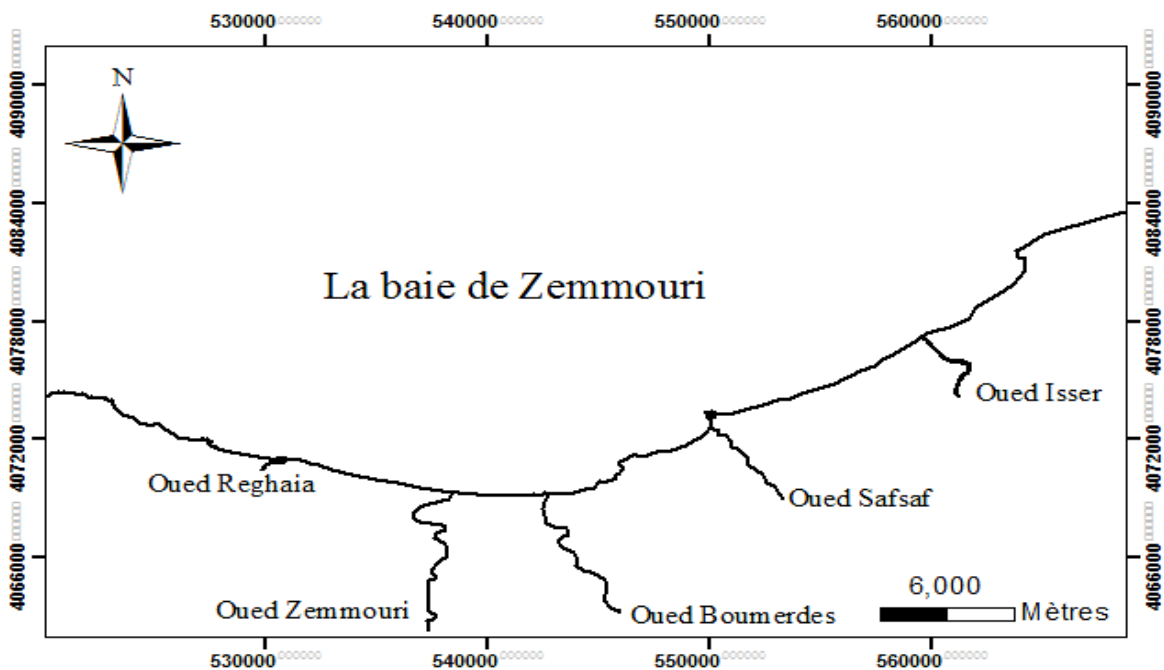 530000 540000 550000 560000
N
4090000 4090000
4084000 4084000
La baie de Zemmouri
4078000 4078000
Oued Isser
4072000 4072000
Oued Reghaia
Oued Safsaf
4066000 4066000
6,000
Oued Zemmouri
Oued Boumerdes
Mètres
530000 540000 550000 560000